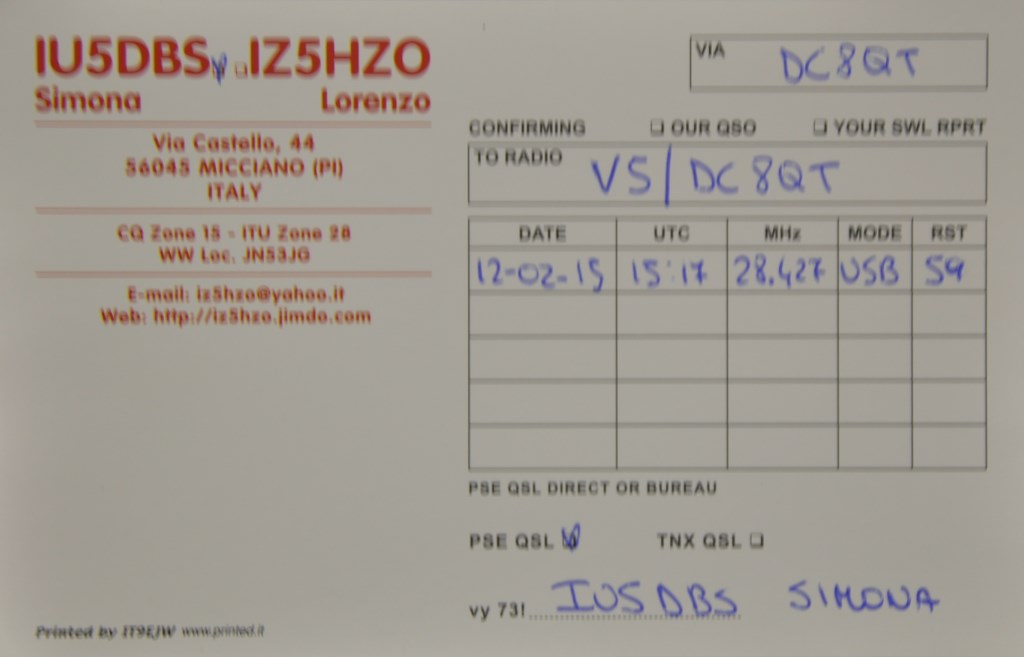 IU5DBS IZ5HZO
Simona Lorenzo
Via Castello, 44
56045 MICCIANO (PI)
ITALY
CQ Zone 15 - ITU Zone 28
WW Loc. JN53JG
E-mail: iz5hzo@yahoo.it
Web: http://iz5hzo.jimdo.com
VIA DC8QT
CONFIRMING ❑ OUR QSO ❑ YOUR SWL RPRT
TO RADIO V5/DC8QT
DATE UTC MHz MODE RST
12-02-15 15:17 28.427 USB 59
PSE QSL DIRECT OR BUREAU
PSE QSL TNX QSL ❑
vy 73! IU5DBS SIMONA
Printed by IT9EJW www.printed.it